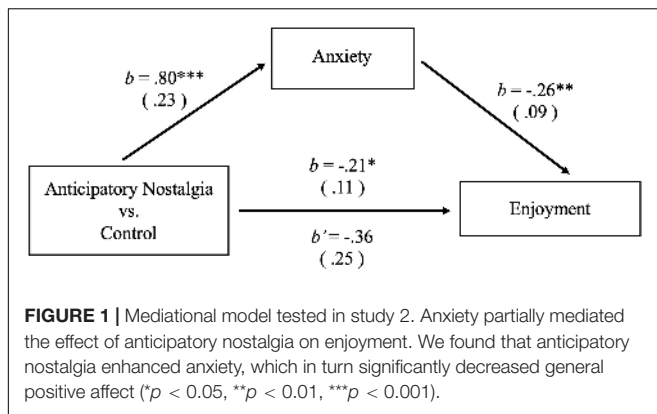 Anxiety
b = .80***
( .23)
b = -.26**
( .09)
Anticipatory Nostalgia
vs.
Control
b = -.21*
( .11)
b'= -.36
( .25)
Enjoyment
FIGURE 1 | Mediational model tested in study 2. Anxiety partially mediated
the effect of anticipatory nostalgia on enjoyment. We found that anticipatory
nostalgia enhanced anxiety, which in turn significantly decreased general
positive affect (*p < 0.05, **p < 0.01, ***p < 0.001).